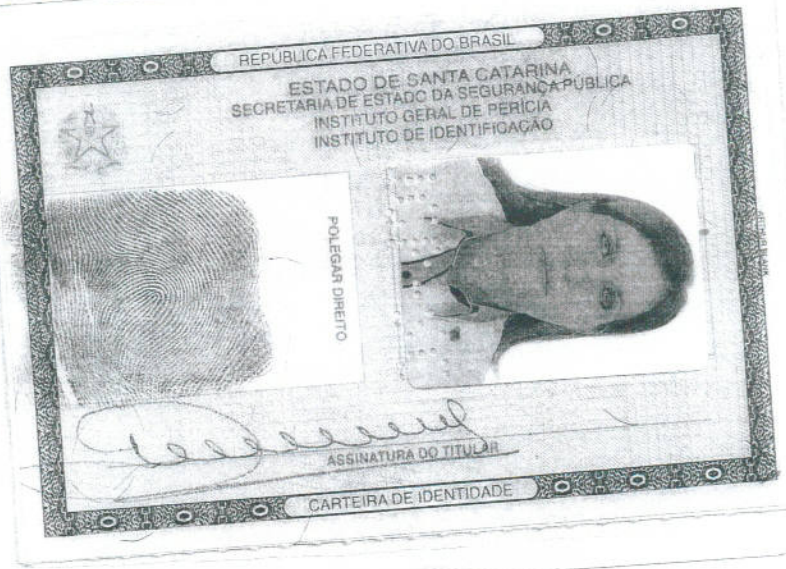 REPÚBLICA FEDERATIVA DO BRASIL
ESTADO DE SANTA CATARINA
SECRETARIA DE ESTADO DA SEGURANÇA PÚBLICA
INSTITUTO GERAL DE PERÍCIA
INSTITUTO DE IDENTIFICAÇÃO
POLEGAR DIREITO
ASSINATURA DO TITULAR
CARTEIRA DE IDENTIDADE